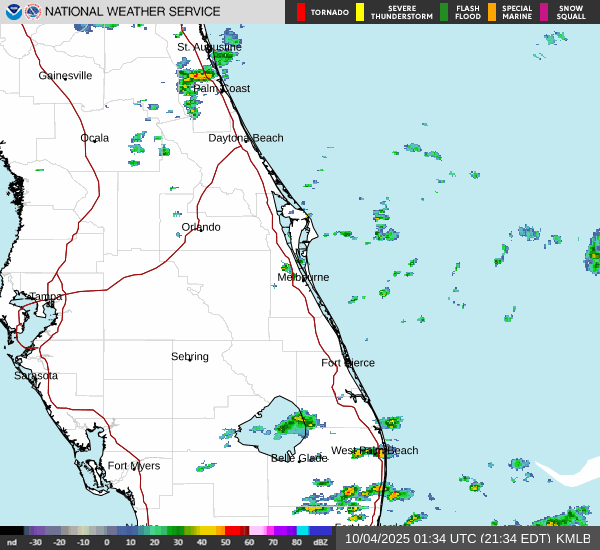 NATIONAL WEATHER SERVICE
TORNADO
SEVERE
THUNDERSTORM
FLASH
FLOOD
SPECIAL
MARINE
SNOW
SQUALL
St. Augustine
Gainesville
Palm Coast
Ocala
Daytona Beach
Orlando
Melbourne
Tampa
Sebring
Fort Pierce
Sarasota
West Palm Beach
Belle Glade
Fort Myers
nd -30 -20 -10 0 10 20 30 40 50 60 70 80 dBZ
10/04/2025 01:34 UTC (21:34 EDT) KMLB